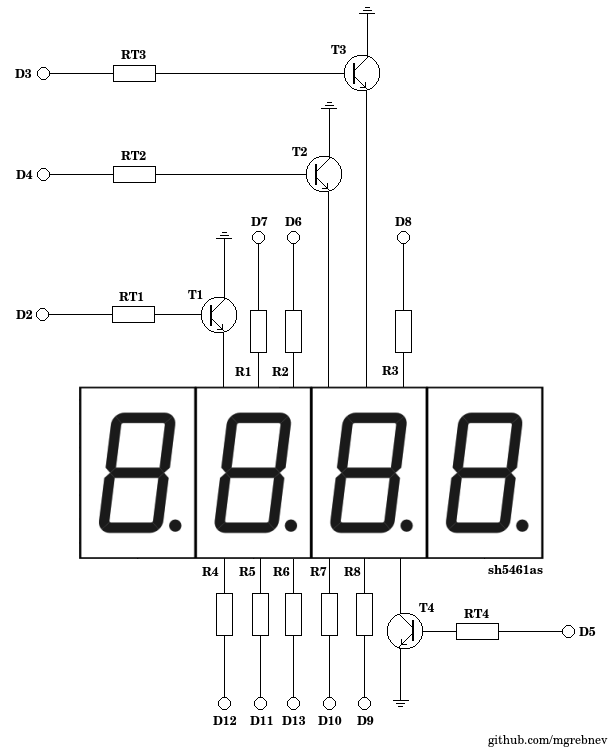 T3
RT3
D3
T2
RT2
D4
D7 D6 D8
T1
RT1
D2
R1 R2 R3
R4 R5 R6 R7 R8
sh5461as
T4
RT4
D5
D12 D11 D13 D10 D9
github.com/mgrebnev